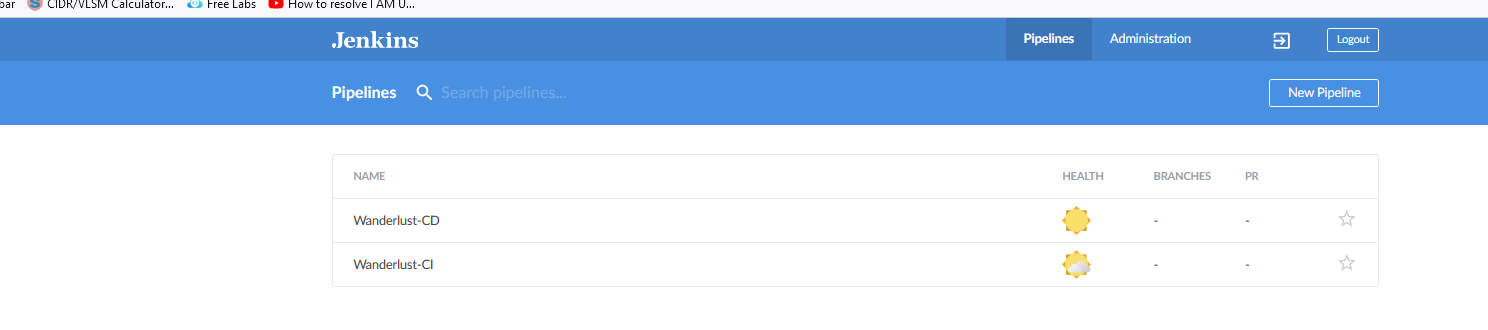 bar CIDR/VLSM Calculator... Free Labs How to resolve I AM U...
Jenkins Pipelines Administration Logout
Pipelines Search pipelines... New Pipeline
NAME HEALTH BRANCHES PR
Wanderlust-CD - -
Wanderlust-CI - -